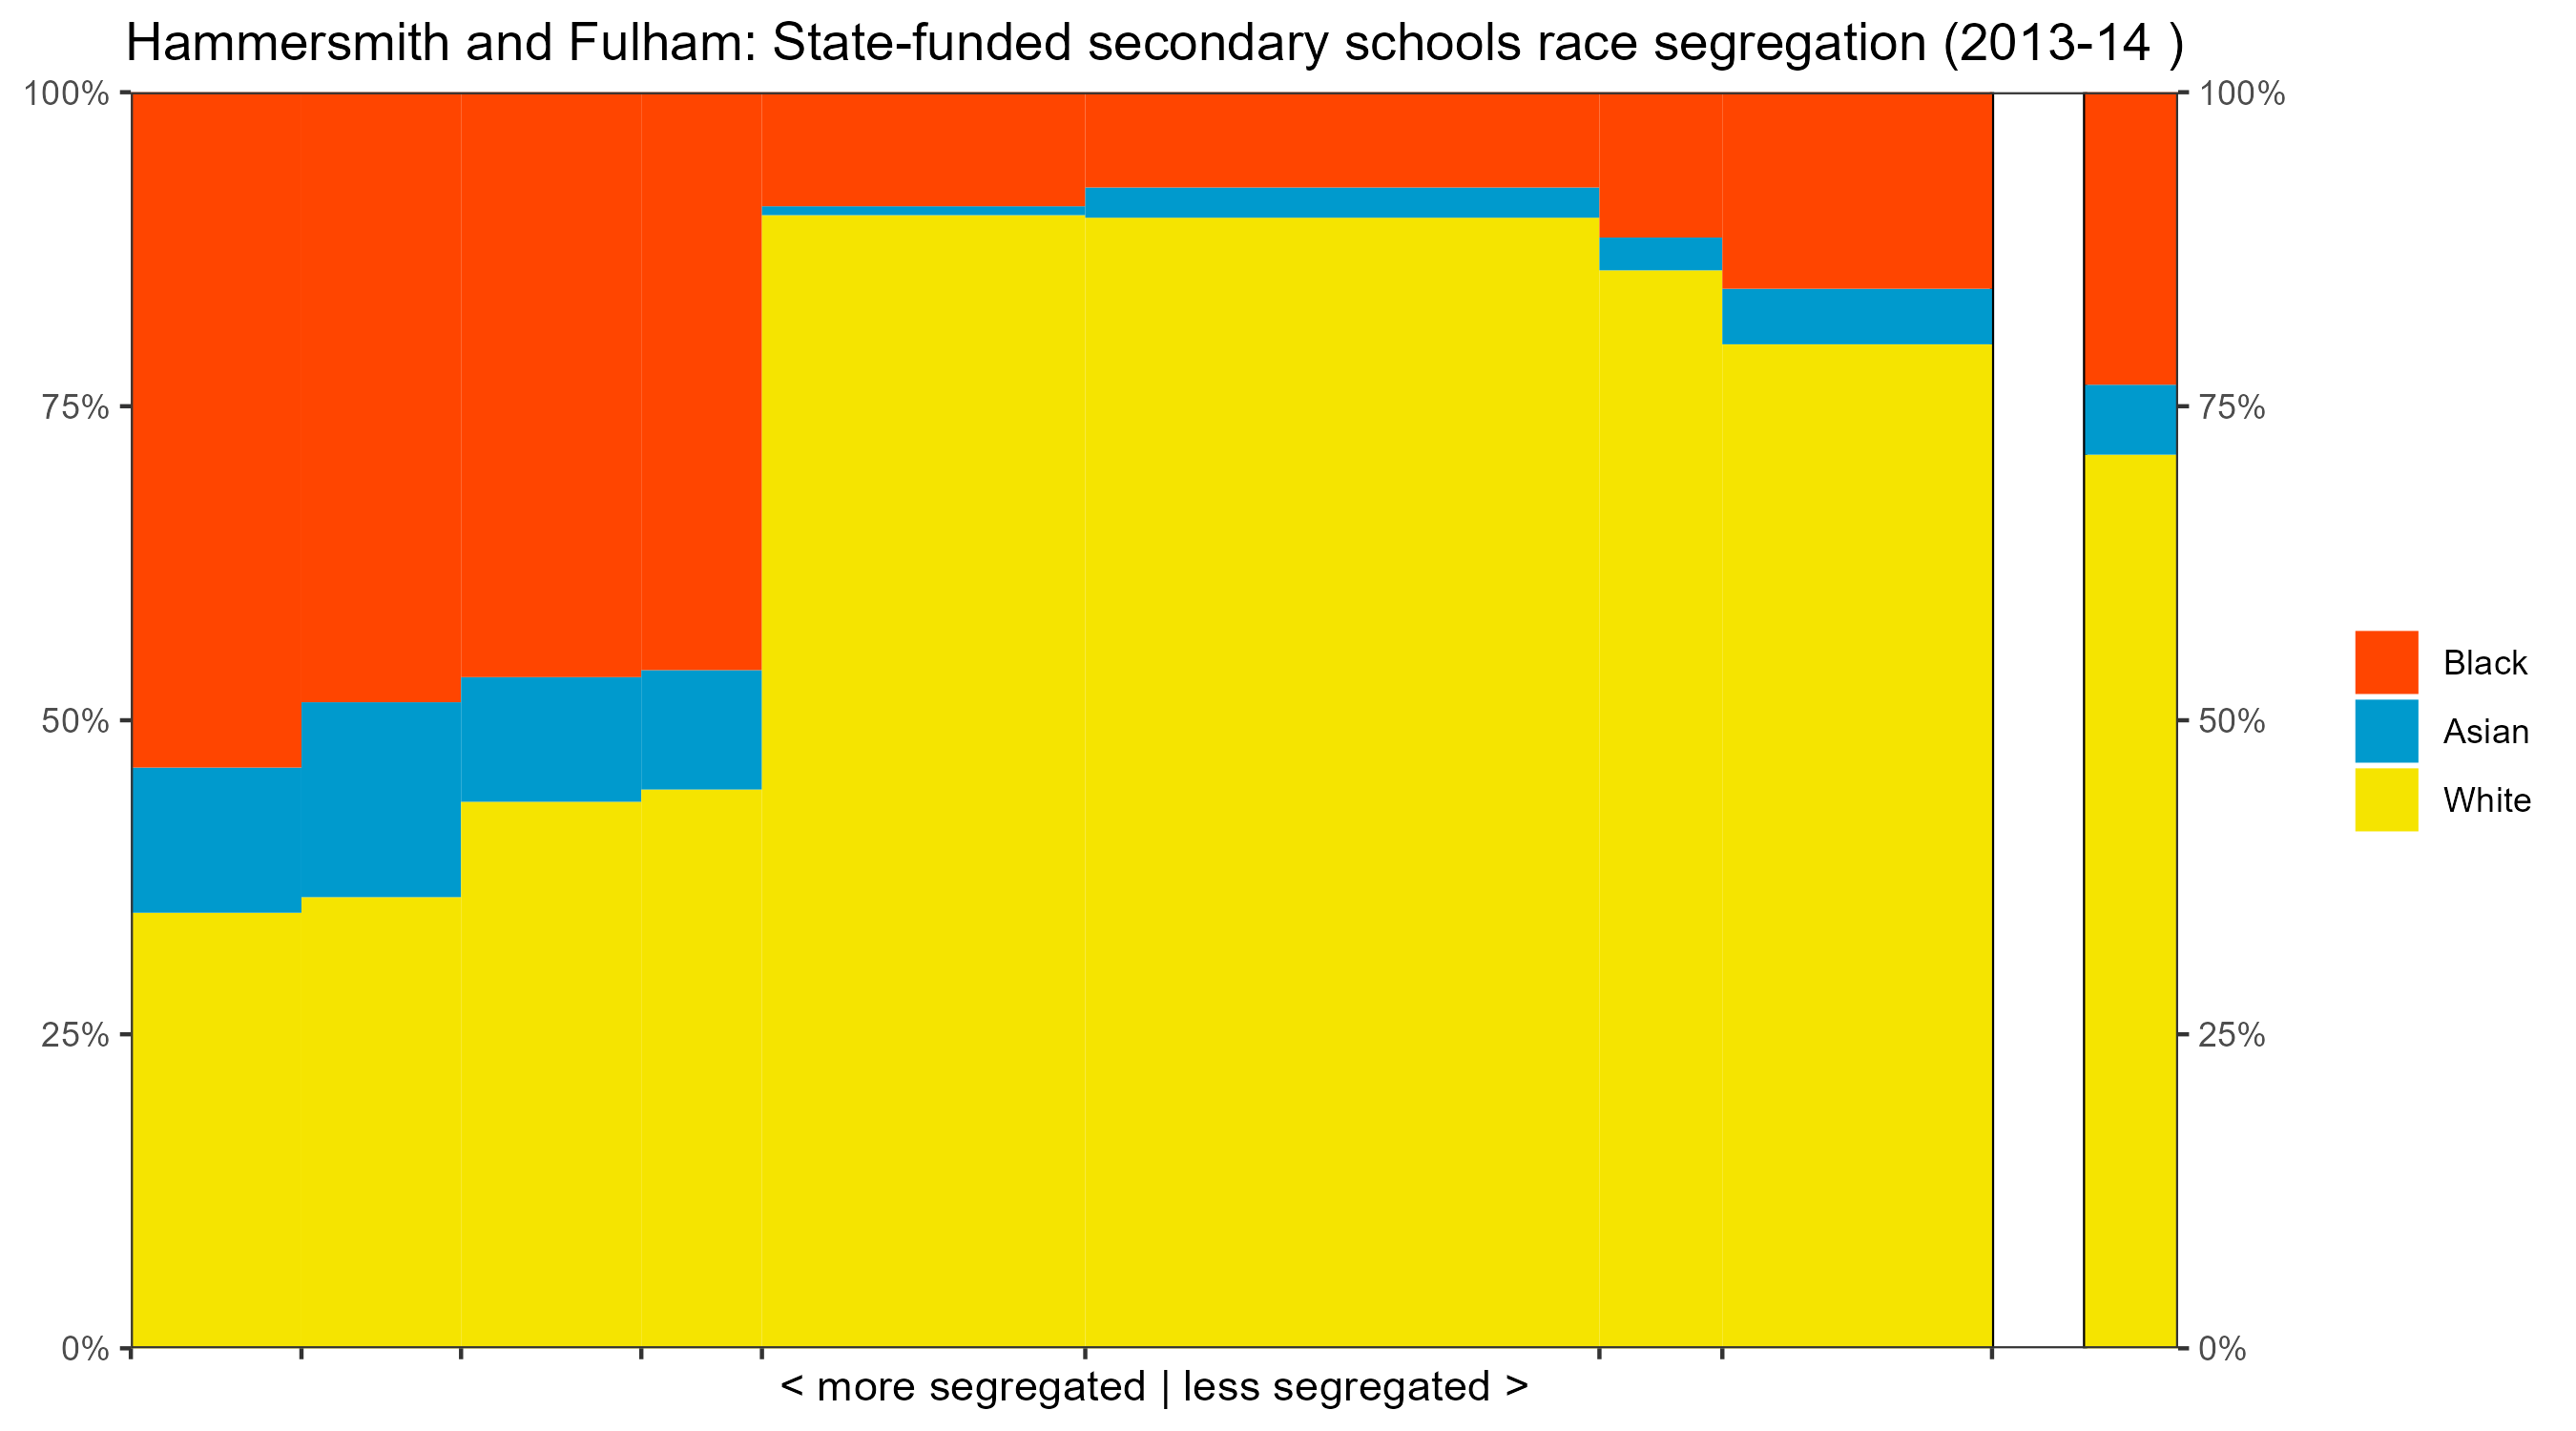 Hammersmith and Fulham: State-funded secondary schools race segregation (2013-14 )
100%
75%
50%
25%
0%
100%
75%
50%
25%
0%
Black
Asian
White
< more segregated | less segregated >